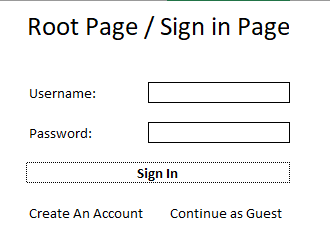 Root Page / Sign in Page
Username:
Password:
Sign In
Create An Account Continue as Guest